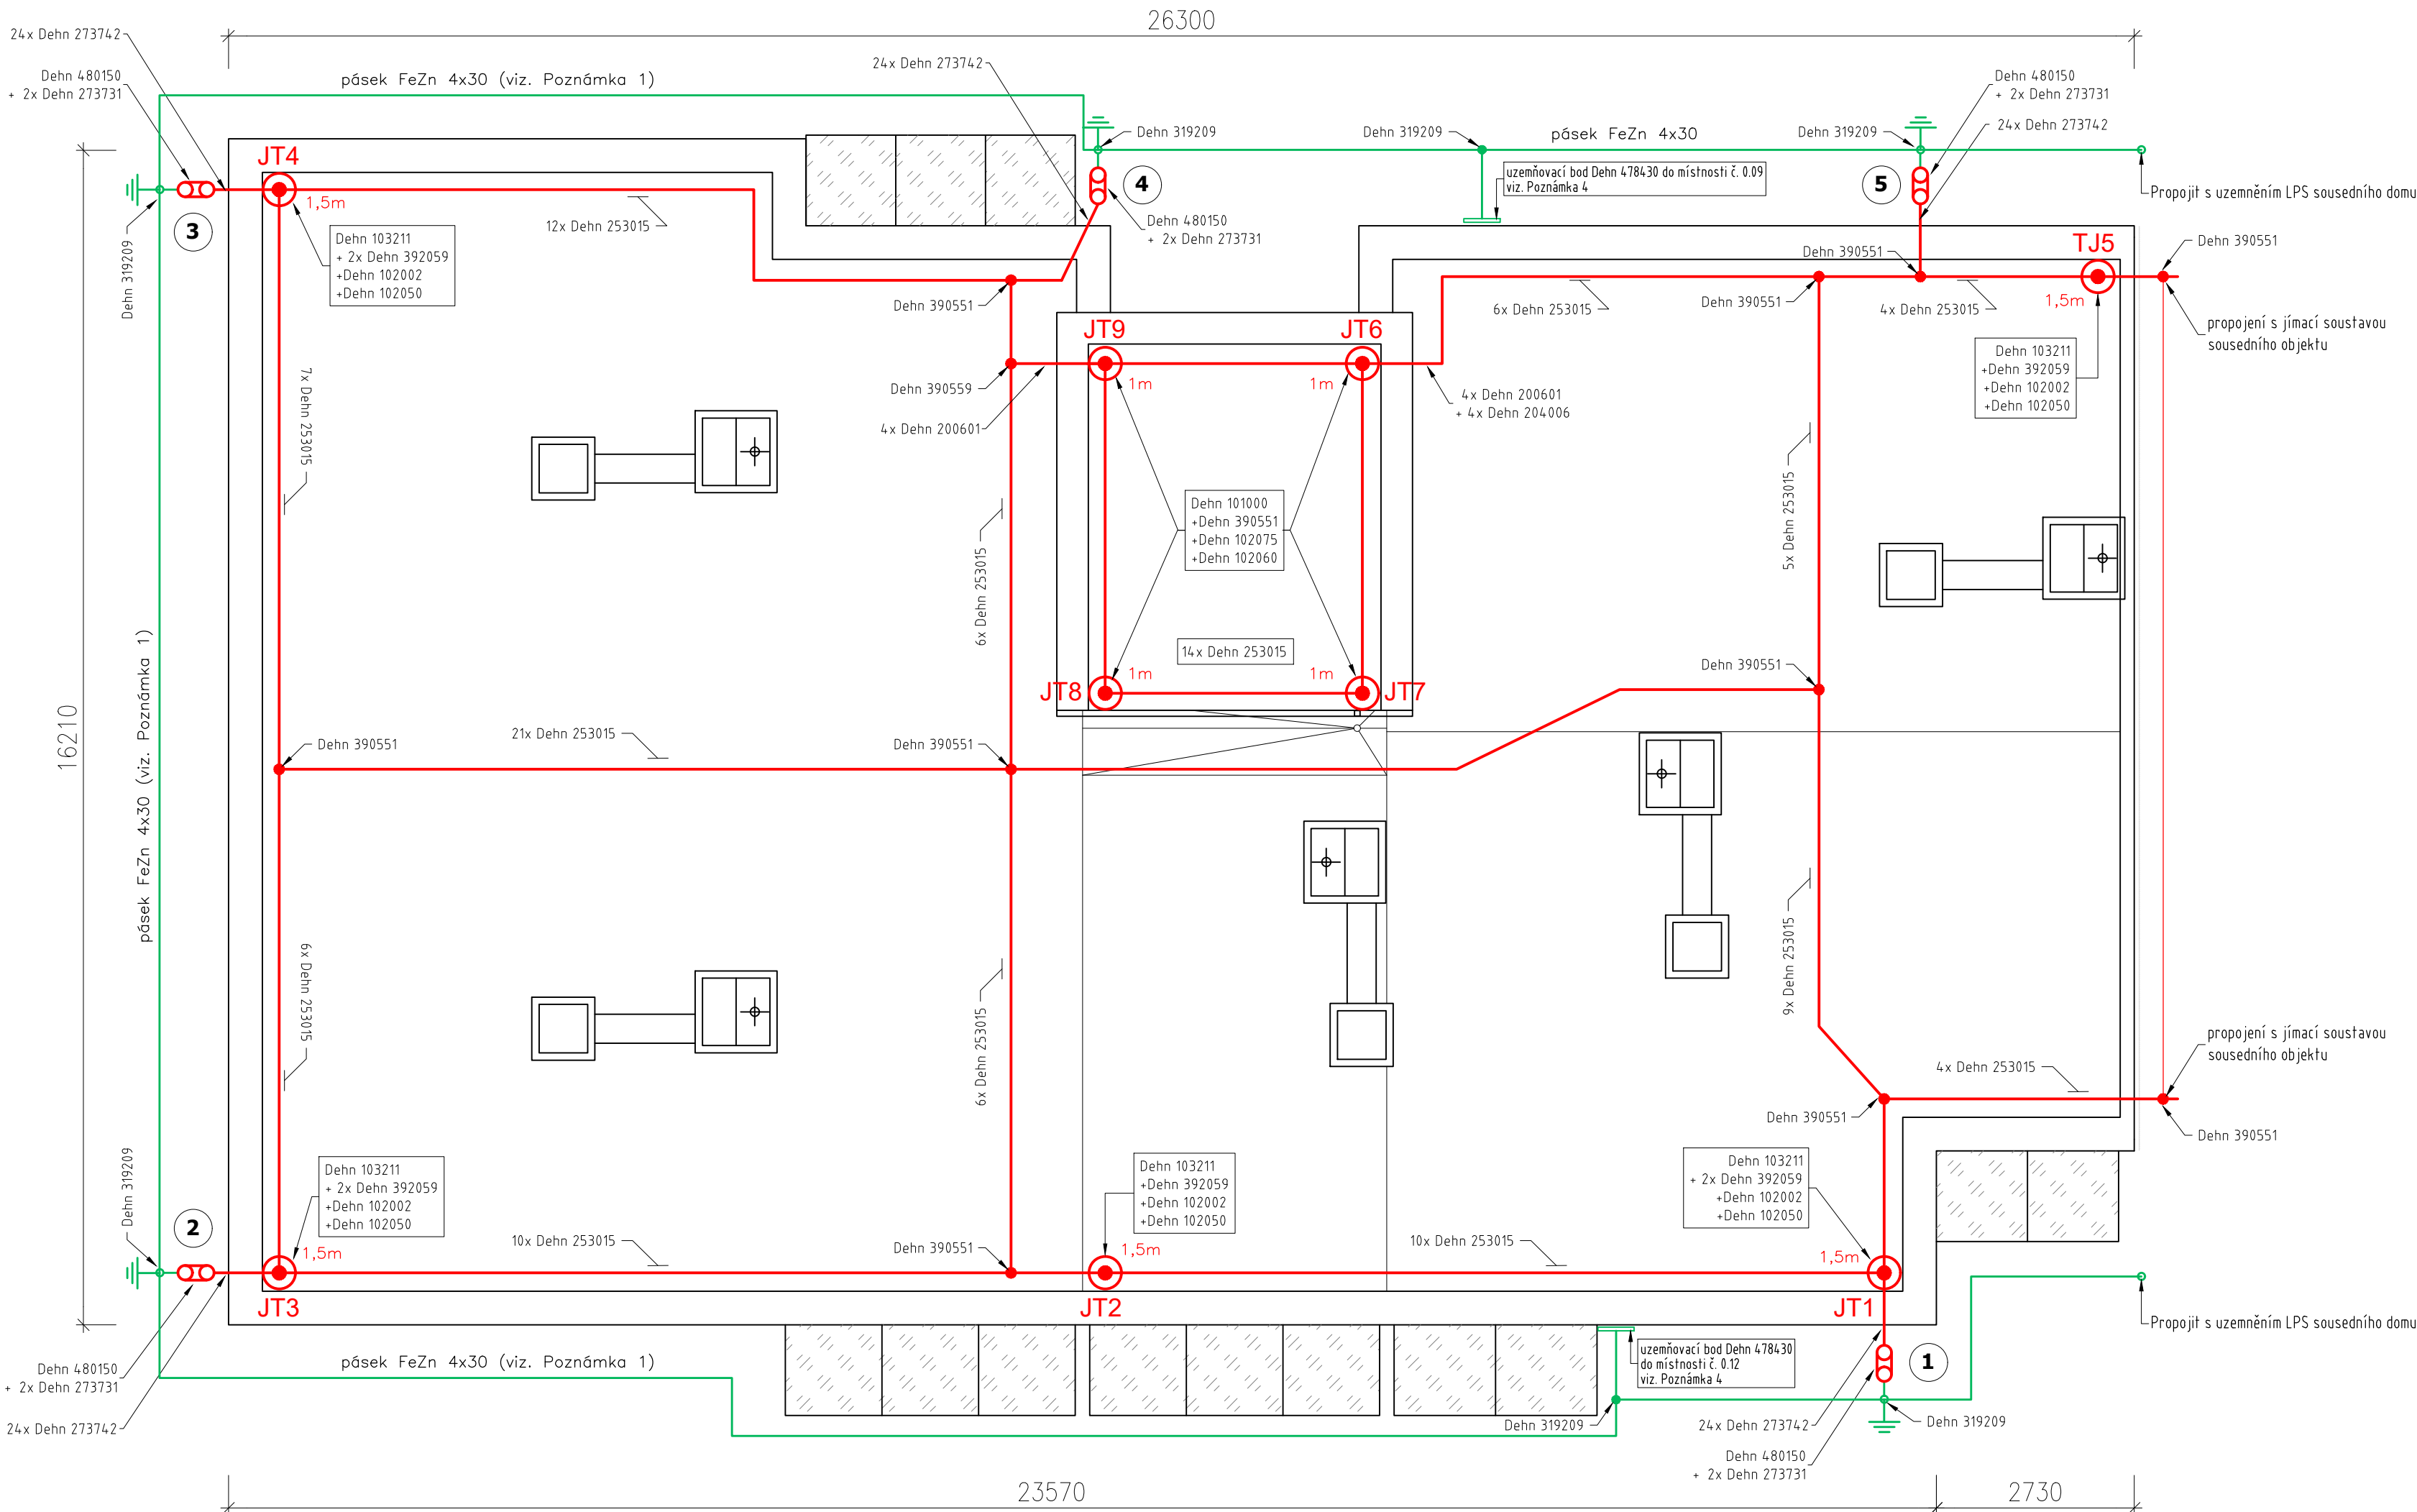 26300
24x Dehn 273742
Dehn 480150
+ 2x Dehn 273731
pásek FeZn 4x30 (viz. Poznámka 1)
24x Dehn 273742
Dehn 480150
+ 2x Dehn 273731
24x Dehn 273742
Dehn 319209
Dehn 319209
pásek FeZn 4x30
Dehn 319209
JT4
1,5m
3
Dehn 319209
12x Dehn 253015
Dehn 103211
+ 2x Dehn 392059
+Dehn 102002
+Dehn 102050
4
Dehn 480150
+ 2x Dehn 273731
uzemňovací bod Dehn 478430 do místnosti č. 0.09
viz. Poznámka 4
5
Propojit s uzemněním LPS sousedního domu
Dehn 390551
TJ5
1,5m
Dehn 390551
Dehn 390551
Dehn 390551
6x Dehn 253015
4x Dehn 253015
propojení s jímací soustavou
sousedního objektu
Dehn 103211
+Dehn 392059
+Dehn 102002
+Dehn 102050
JT9
1m
JT6
1m
Dehn 390559
4x Dehn 200601
4x Dehn 200601
+ 4x Dehn 204006
7x Dehn 253015
6x Dehn 253015
5x Dehn 253015
Dehn 101000
+Dehn 390551
+Dehn 102075
+Dehn 102060
14x Dehn 253015
JT8
1m
1m
JT7
Dehn 390551
16210
pásek FeZn 4x30 (viz. Poznámka 1)
Dehn 390551
21x Dehn 253015
Dehn 390551
6x Dehn 253015
6x Dehn 253015
9x Dehn 253015
propojení s jímací soustavou
sousedního objektu
4x Dehn 253015
Dehn 390551
Dehn 390551
Dehn 319209
2
Dehn 103211
+ 2x Dehn 392059
+Dehn 102002
+Dehn 102050
1,5m
JT3
10x Dehn 253015
Dehn 390551
Dehn 103211
+Dehn 392059
+Dehn 102002
+Dehn 102050
1,5m
JT2
10x Dehn 253015
Dehn 103211
+ 2x Dehn 392059
+Dehn 102002
+Dehn 102050
1,5m
JT1
Propojit s uzemněním LPS sousedního domu
Dehn 480150
+ 2x Dehn 273731
24x Dehn 273742
pásek FeZn 4x30 (viz. Poznámka 1)
uzemňovací bod Dehn 478430
do místnosti č. 0.12
viz. Poznámka 4
1
Dehn 319209
24x Dehn 273742
Dehn 319209
Dehn 480150
+ 2x Dehn 273731
23570
2730